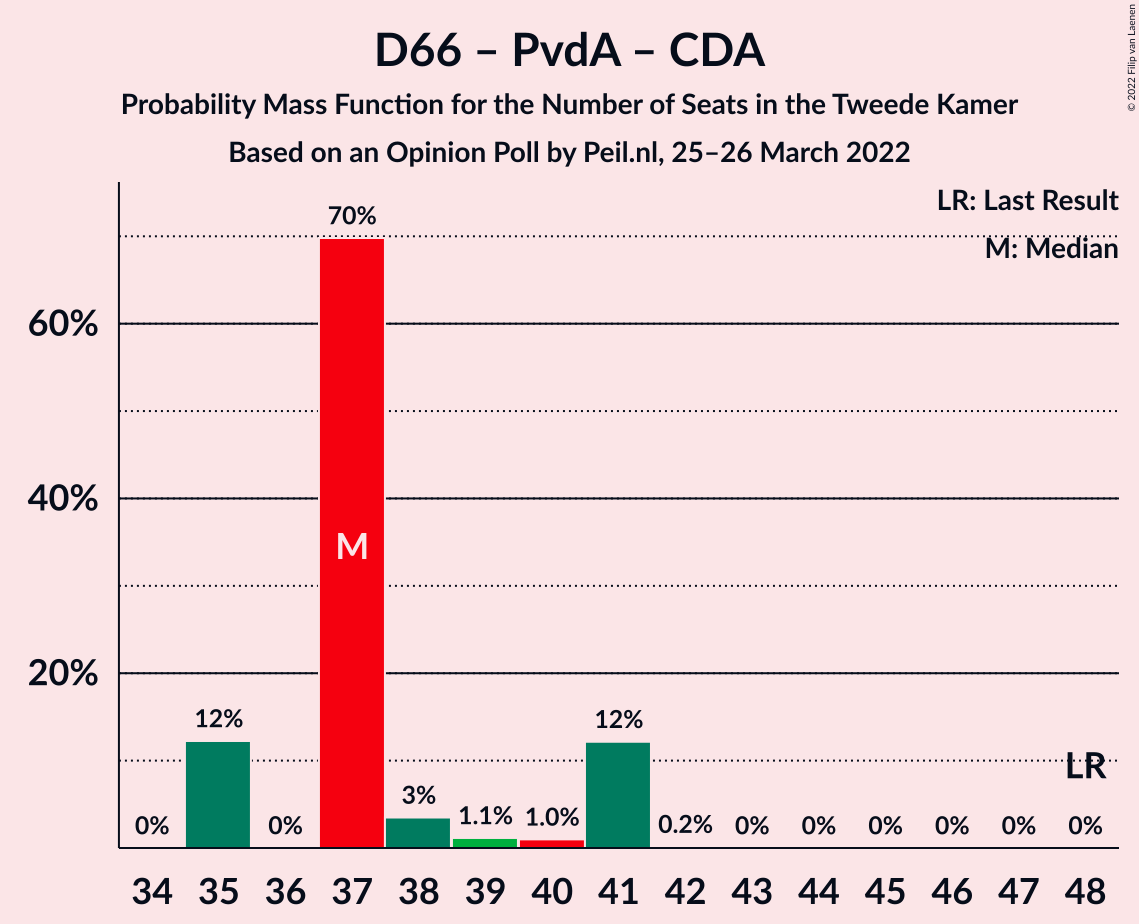 D66 – PvdA – CDA
Probability Mass Function for the Number of Seats in the Tweede Kamer
Based on an Opinion Poll by Peil.nl, 25–26 March 2022
© 2022 Filip van Laenen
LR: Last Result
M: Median
60%
40%
20%
0%
12%
0%
70%
3%
1.1%
1.0%
12%
0.2%
0%
0%
0%
0%
0%
0%
M
LR
34 35 36 37 38 39 40 41 42 43 44 45 46 47 48